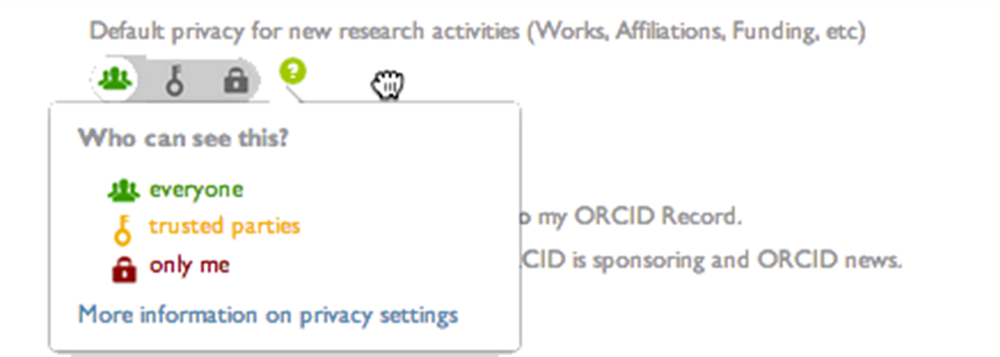 Default privacy for new research activities (Works, Affiliations, Funding, etc)
?
Who can see this?
everyone
trusted parties
only me
More information on privacy settings
my ORCID Record.
is sponsoring and ORCID news.